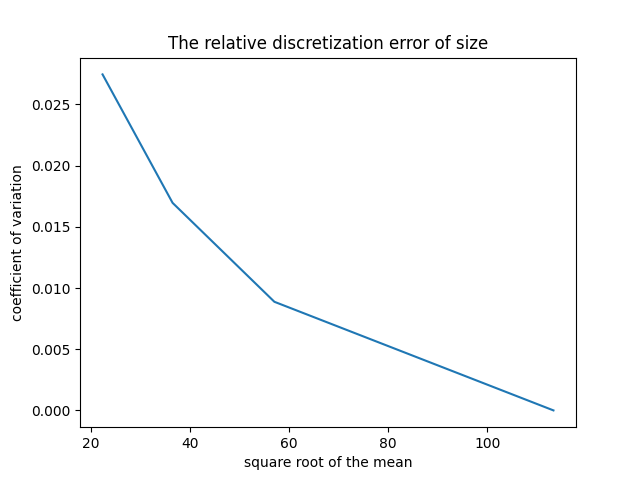 The relative discretization error of size
coefficient of variation
0.025
0.020
0.015
0.010
0.005
0.000
20 40 60 80 100
square root of the mean